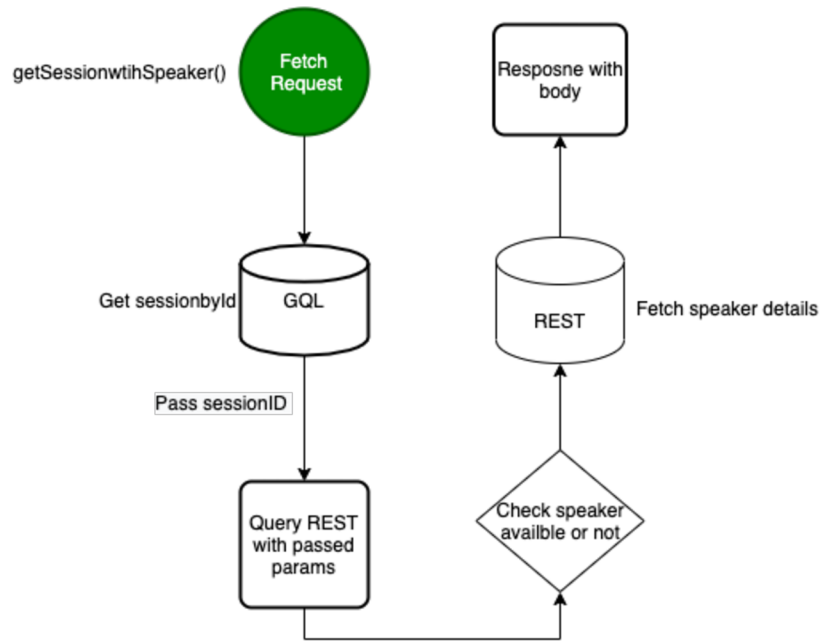 getSessionwtihSpeaker()
Fetch
Request
Get sessionbyId
GQL
Pass sessionID
Query REST
with passed
params
Check speaker
availble or not
REST
Fetch speaker details
Resposne with
body